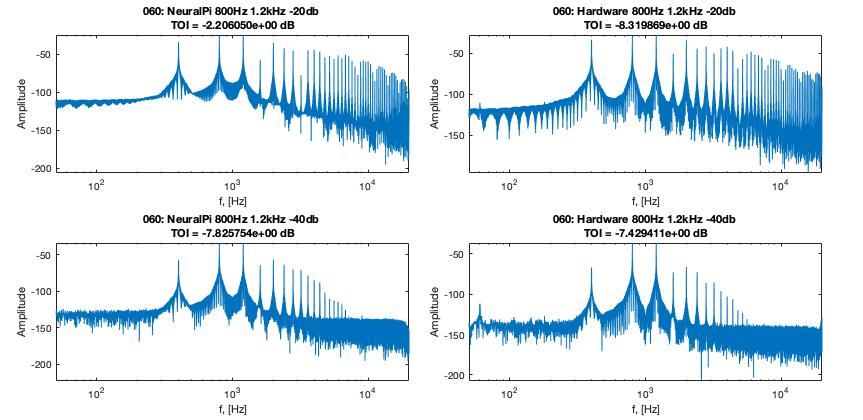 060: NeuralPi 800Hz 1.2kHz -20db
TOI = -2.206050e+00 dB
-50
-100
-150
-200
Amplitude
10^2
10^3
10^4
f, [Hz]
060: Hardware 800Hz 1.2kHz -20db
TOI = -8.319869e+00 dB
-50
-100
-150
Amplitude
10^2
10^3
10^4
f, [Hz]
060: NeuralPi 800Hz 1.2kHz -40db
TOI = -7.825754e+00 dB
-50
-100
-150
-200
Amplitude
10^2
10^3
10^4
f, [Hz]
060: Hardware 800Hz 1.2kHz -40db
TOI = -7.429411e+00 dB
-50
-100
-150
-200
Amplitude
10^2
10^3
10^4
f, [Hz]